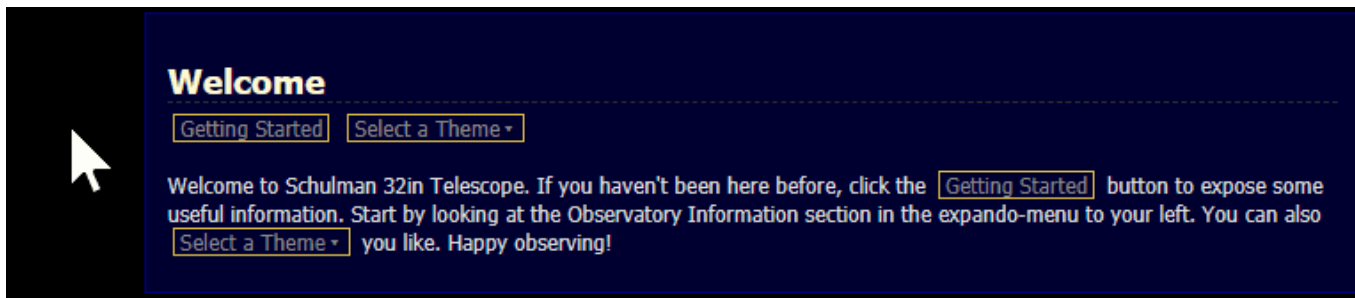 Welcome
Getting Started Select a Theme
Welcome to Schulman 32in Telescope. If you haven't been here before, click the Getting Started button to expose some
useful information. Start by looking at the Observatory Information section in the expando-menu to your left. You can also
Select a Theme you like. Happy observing!